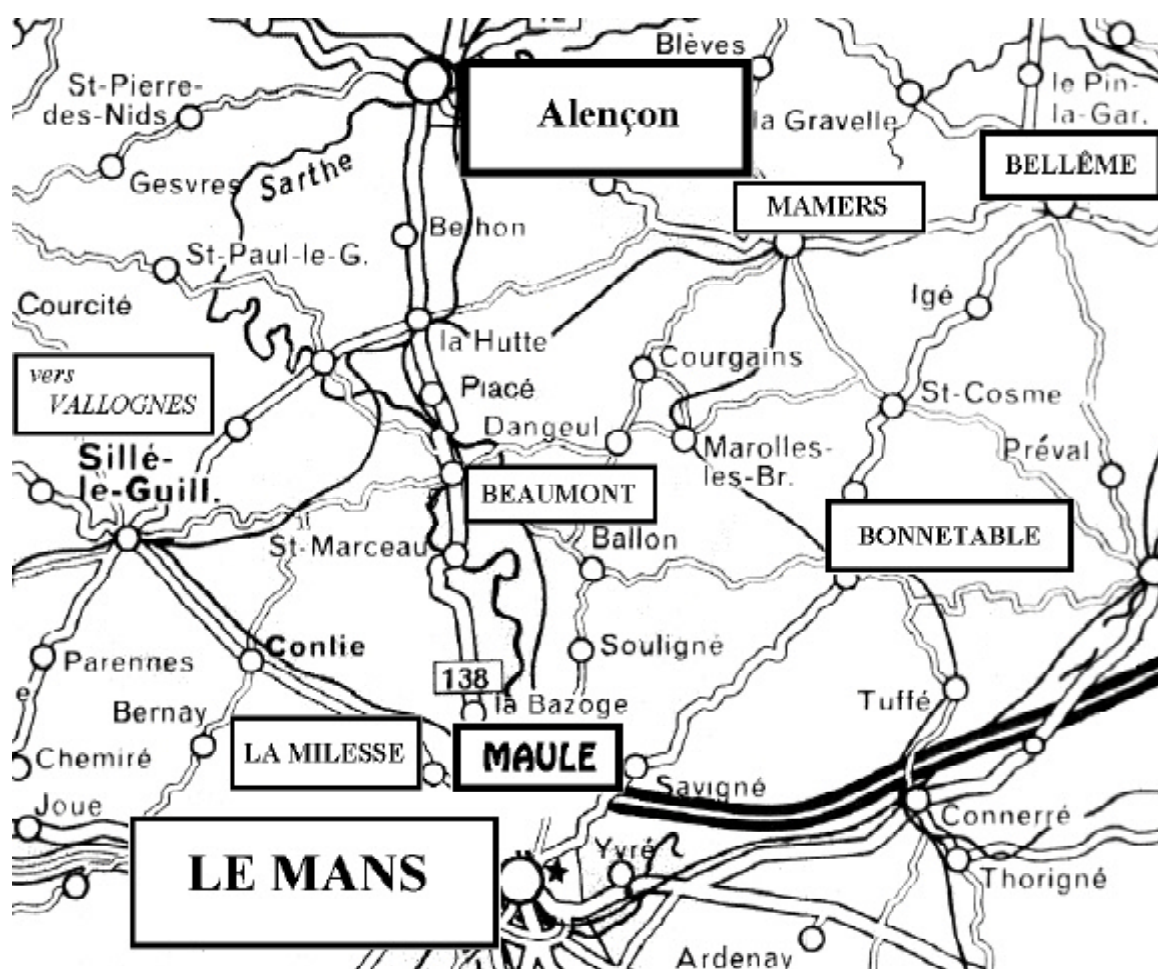 Blèves
St-Pierre-
des-Nids
Alençon
le Pin-
la-Gar.
la Gravelle
Gesvres
Sarthe
BELLÊME
MAMERS
Bethon
St-Paul-le-G.
Igé
Courcité
la Hutte
Courgains
vers
VALLOGNES
Piacé
St-Cosme
Dangeul
Marolles-
les-Br.
Préval
Sillé-
le-Guill.
BEAUMONT
BONNETABLE
St-Marceau
Ballon
Conlie
Souligné
Parennes
138
Tuffé
la Bazoge
Bernay
LA MILESSE
MAULE
Chemiré
Savigné
Joue
Connerré
LE MANS
Yvré
Thorigné
Ardenay